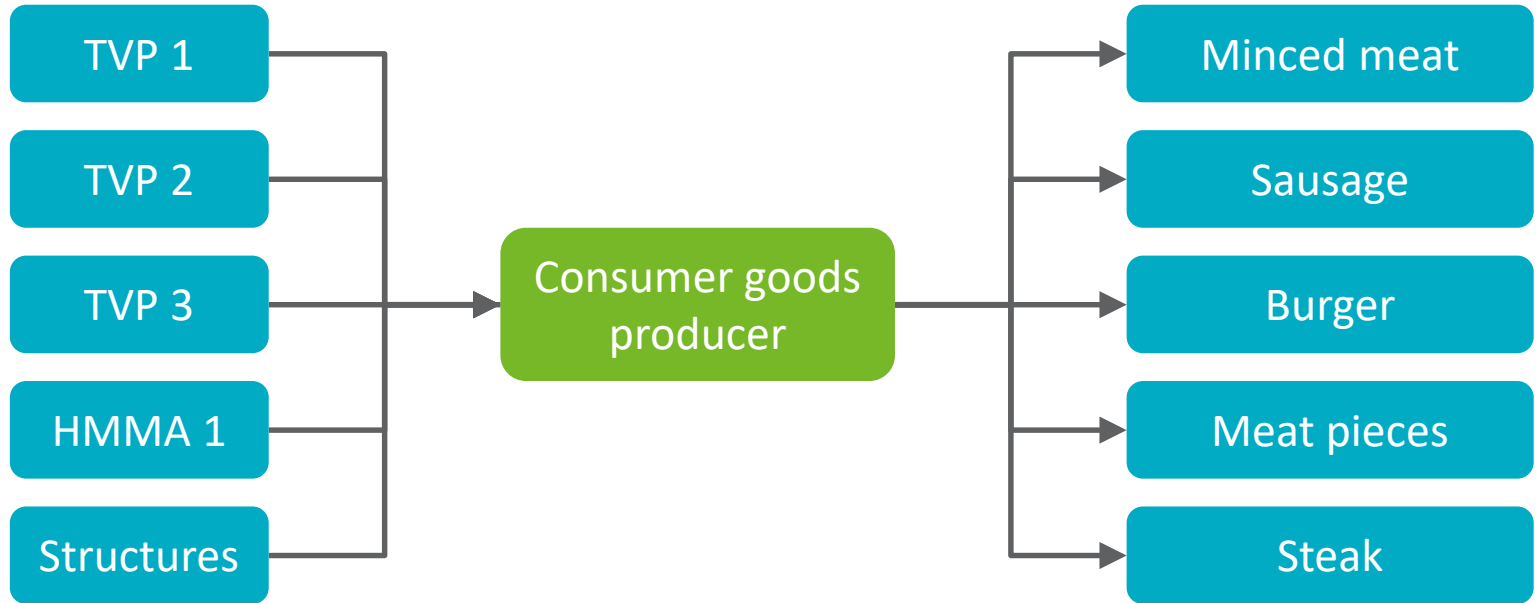 TVP 1
TVP 2
TVP 3
HMMA 1
Structures
Consumer goods
producer
Minced meat
Sausage
Burger
Meat pieces
Steak